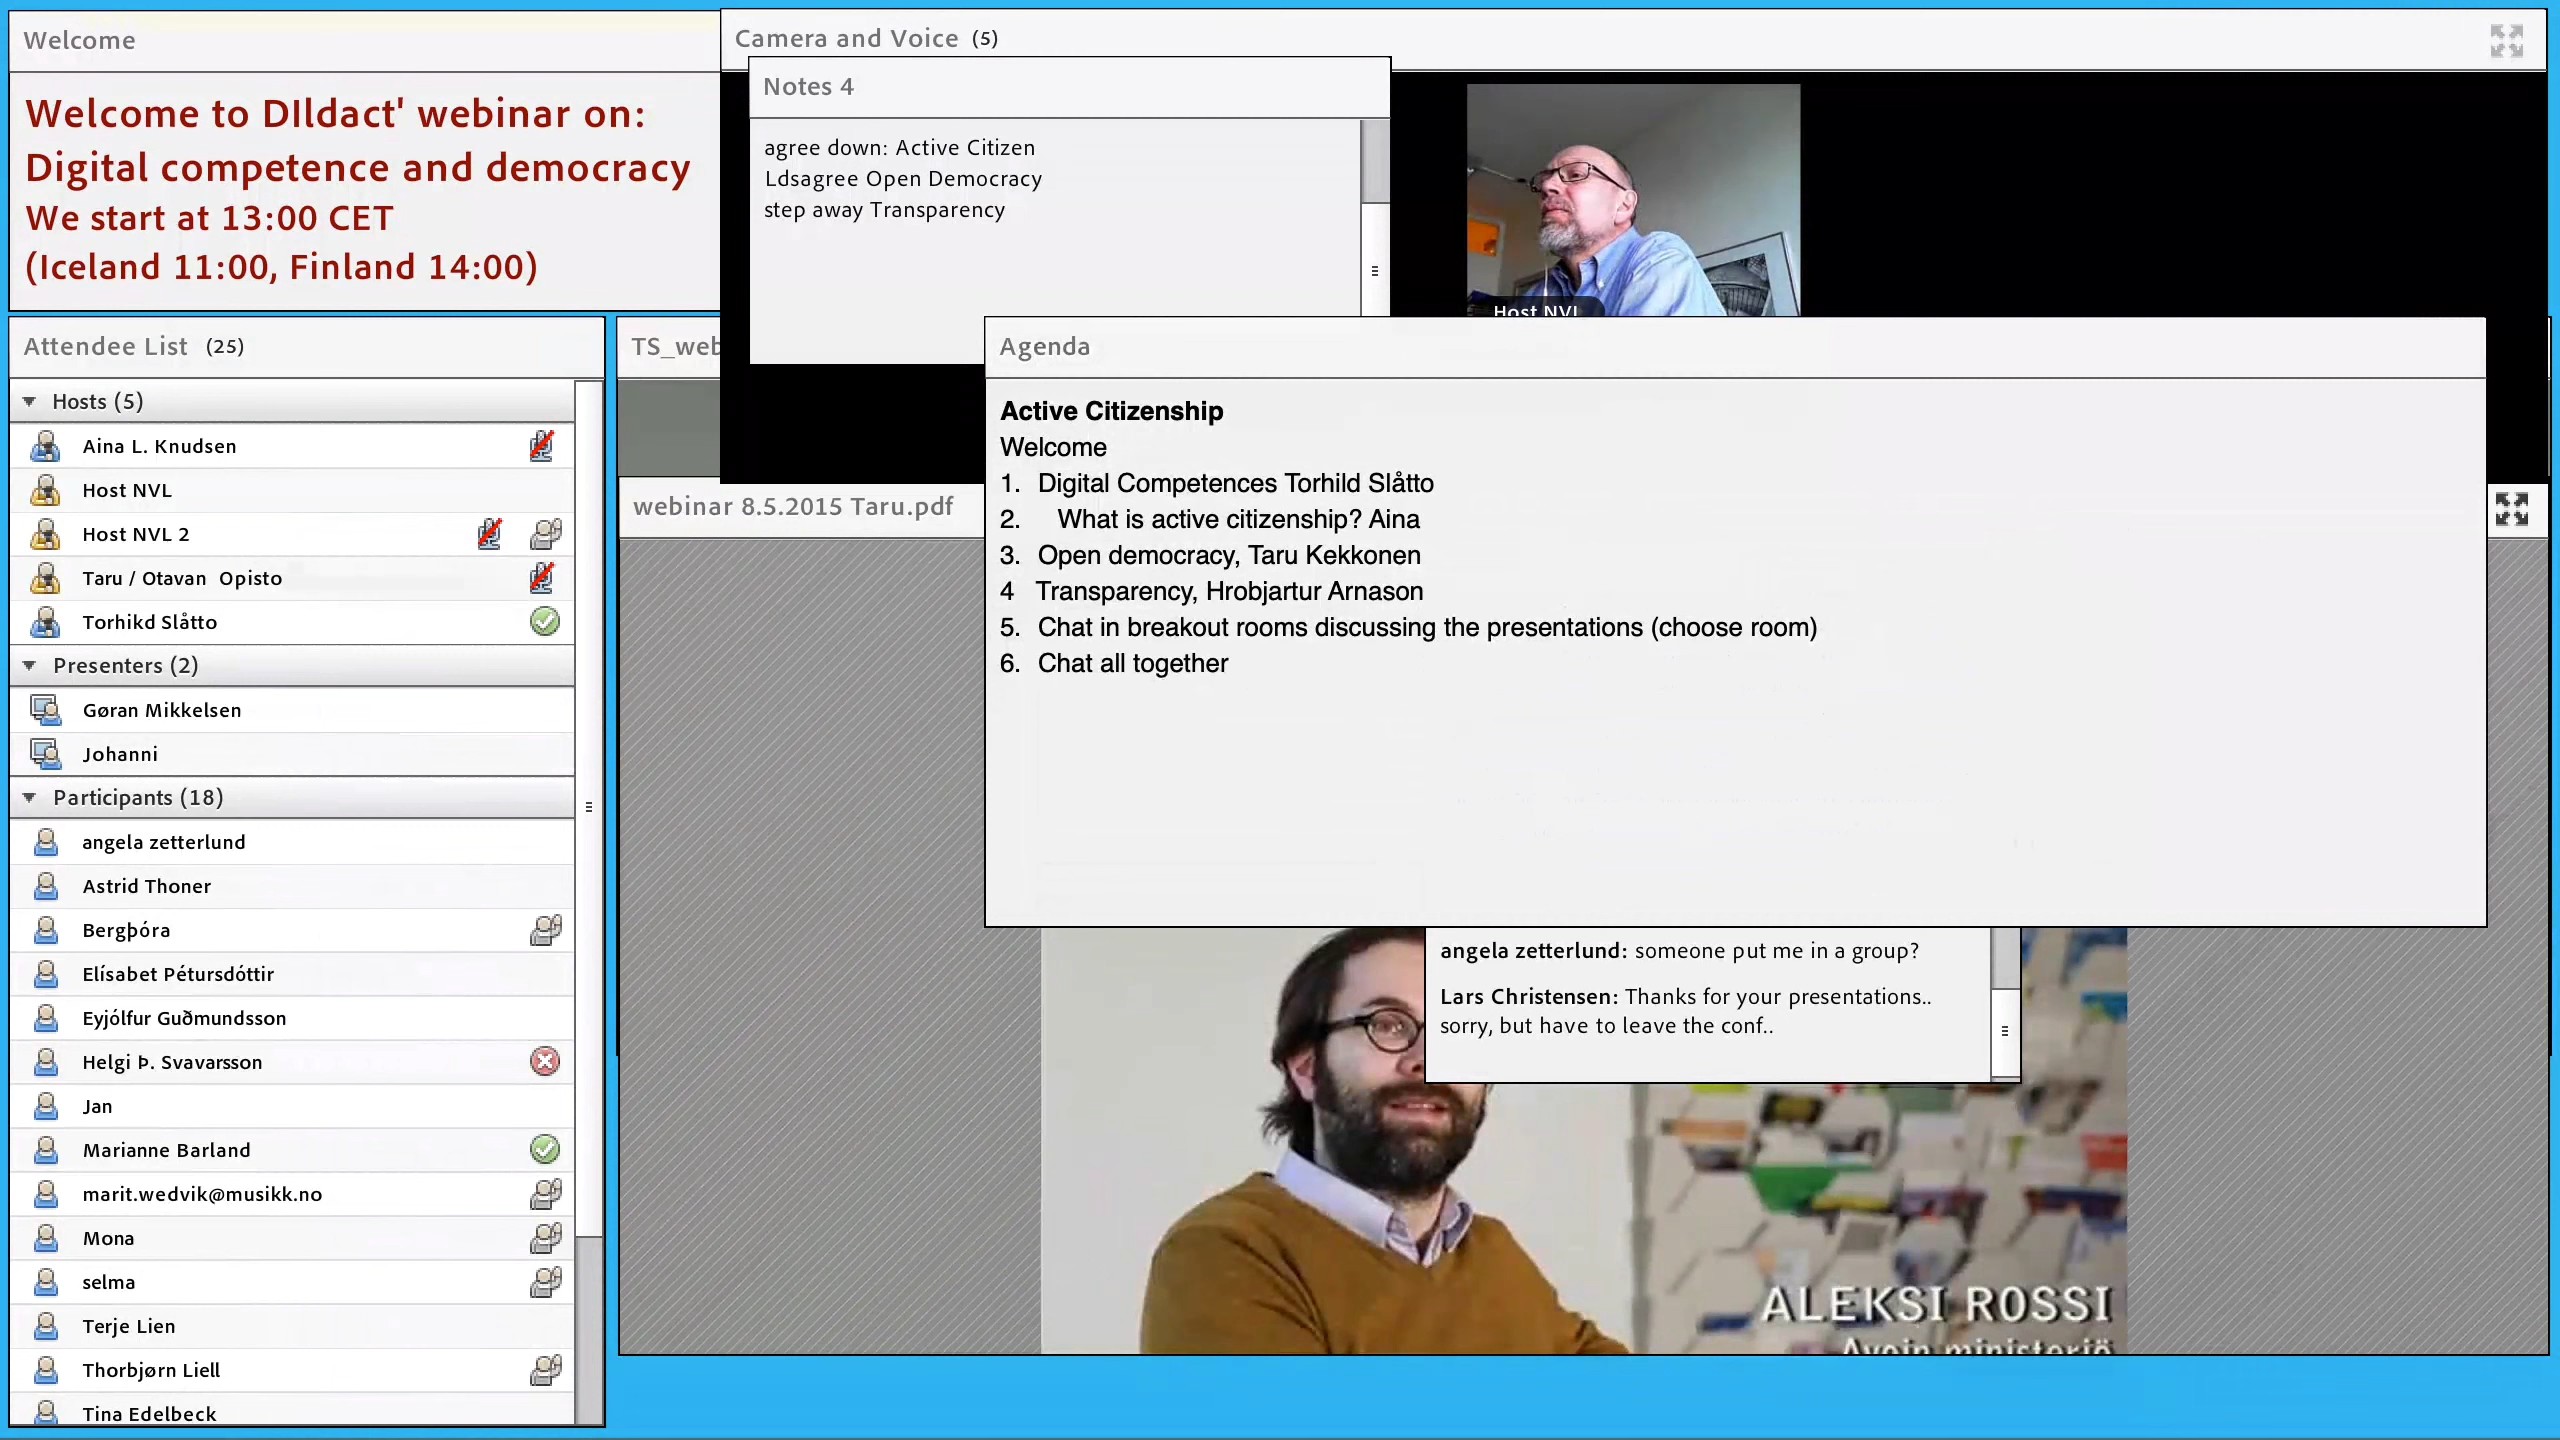 Welcome
Welcome to DIldact' webinar on:
Digital competence and democracy
We start at 13:00 CET
(Iceland 11:00, Finland 14:00)
Camera and Voice (5)
Notes 4
agree down: Active Citizen
Ldsagree Open Democracy
step away Transparency
Host NVL
Attendee List (25)
Hosts (5)
Aina L. Knudsen
Host NVL
Host NVL 2
Taru / Otavan Opisto
Torhikd Slåtto
Presenters (2)
Gøran Mikkelsen
Johanni
Participants (18)
angela zetterlund
Astrid Thoner
Bergþóra
Elísabet Pétursdóttir
Eyjólfur Guðmundsson
Helgi Þ. Svavarsson
Jan
Marianne Barland
marit.wedvik@musikk.no
Mona
selma
Terje Lien
Thorbjørn Liell
Tina Edelbeck
TS_web
webinar 8.5.2015 Taru.pdf
Agenda
Active Citizenship
Welcome
1. Digital Competences Torhild Slåtto
2. What is active citizenship? Aina
3. Open democracy, Taru Kekkonen
4 Transparency, Hrobjartur Arnason
5. Chat in breakout rooms discussing the presentations (choose room)
6. Chat all together
angela zetterlund: someone put me in a group?
Lars Christensen: Thanks for your presentations..
sorry, but have to leave the conf..
ALEKSI ROSSI
Avoin ministeriö